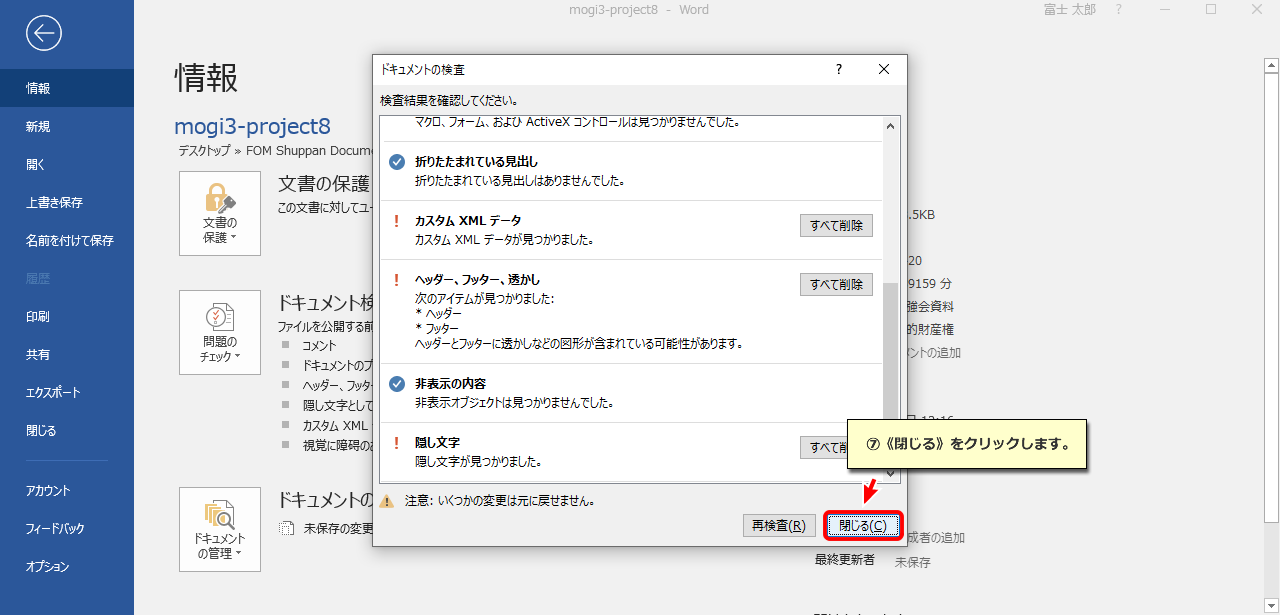 mogi3-project8 - Word
富士 太郎
?
情報
新規
開く
上書き保存
名前を付けて保存
履歴
印刷
共有
エクスポート
閉じる
アカウント
フィードバック
オプション
情報
mogi3-project8
デスクトップ » FOM Shuppan Docume
文書の保護
この文書に対してユー
文書の
保護
ドキュメント検
ファイルを公開する前
コメント
ドキュメントのプ
ヘッダー、フッター
隠し文字として
カスタム XML
視覚に障碍のあ
問題の
チェック
ドキュメントの
未保存の変更
ドキュメント
の管理
ドキュメントの検査
?
検査結果を確認してください。
マクロ、フォーム、および ActiveX コントロールは見つかりませんでした。
折りたたまれている見出し
折りたたまれている見出しはありませんでした。
! カスタム XML データ
カスタム XML データが見つかりました。
すべて削除
! ヘッダー、フッター、透かし
次のアイテムが見つかりました:
* ヘッダー
* フッター
ヘッダーとフッターに透かしなどの図形が含まれている可能性があります。
すべて削除
非表示の内容
非表示オブジェクトは見つかりませんでした。
! 隠し文字
隠し文字が見つかりました。
すべて削
注意: いくつかの変更は元に戻せません。
再検査(R)
閉じる(C)
⑦《閉じる》をクリックします。
.5KB
20
9159 分
強会資料
的財産権
ントの追加
成者の追加
最終更新者
未保存